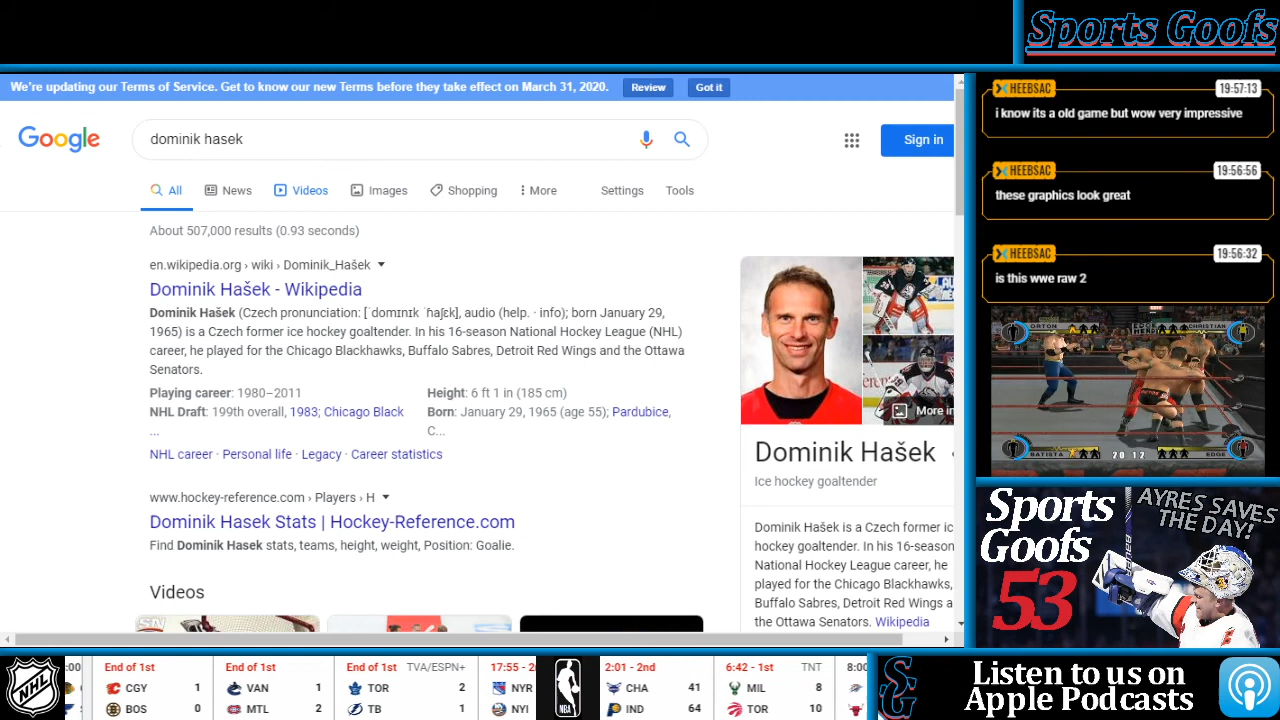 Sports Goofs
We're updating our Terms of Service. Get to know our new Terms before they take effect on March 31, 2020.
Review
Got it
Google
dominik hasek
Sign in
All
News
Videos
Images
Shopping
More
Settings
Tools
About 507,000 results (0.93 seconds)
en.wikipedia.org › wiki › Dominik_Hašek
Dominik Hašek - Wikipedia
Dominik Hašek (Czech pronunciation: [ˈdomɪnɪk ˈhaʃɛk], audio (help. · info); born January 29,
1965) is a Czech former ice hockey goaltender. In his 16-season National Hockey League (NHL)
career, he played for the Chicago Blackhawks, Buffalo Sabres, Detroit Red Wings and the Ottawa
Senators.
Playing career: 1980–2011
Height: 6 ft 1 in (185 cm)
NHL Draft: 199th overall, 1983; Chicago Black
...
Born: January 29, 1965 (age 55); Pardubice,
C...
NHL career · Personal life · Legacy · Career statistics
www.hockey-reference.com › Players › H
Dominik Hasek Stats | Hockey-Reference.com
Find Dominik Hasek stats, teams, height, weight, Position: Goalie.
Videos
More in
Dominik Hašek
Ice hockey goaltender
Dominik Hašek is a Czech former ic
hockey goaltender. In his 16-season
National Hockey League career, he
played for the Chicago Blackhawks,
Buffalo Sabres, Detroit Red Wings a
the Ottawa Senators. Wikipedia
HEEBSAC
19:57:13
i know its a old game but wow very impressive
HEEBSAC
19:56:56
these graphics look great
HEEBSAC
19:56:32
is this wwe raw 2
ORTON
CHRISTIAN
BATISTA
20 12
EDGE
Sports
Goofs
53
AYRES SAVES
THE DAY!
NHL
:00
End of 1st
CGY 1
BOS 0
End of 1st
VAN 1
MTL 2
End of 1st TVA/ESPN+
TOR 2
TB 1
17:55 - 2
NYR
NYI
NBA
2:01 - 2nd
CHA 41
IND 64
6:42 - 1st TNT
MIL 8
TOR 10
8:00
Listen to us on
Apple Podcasts